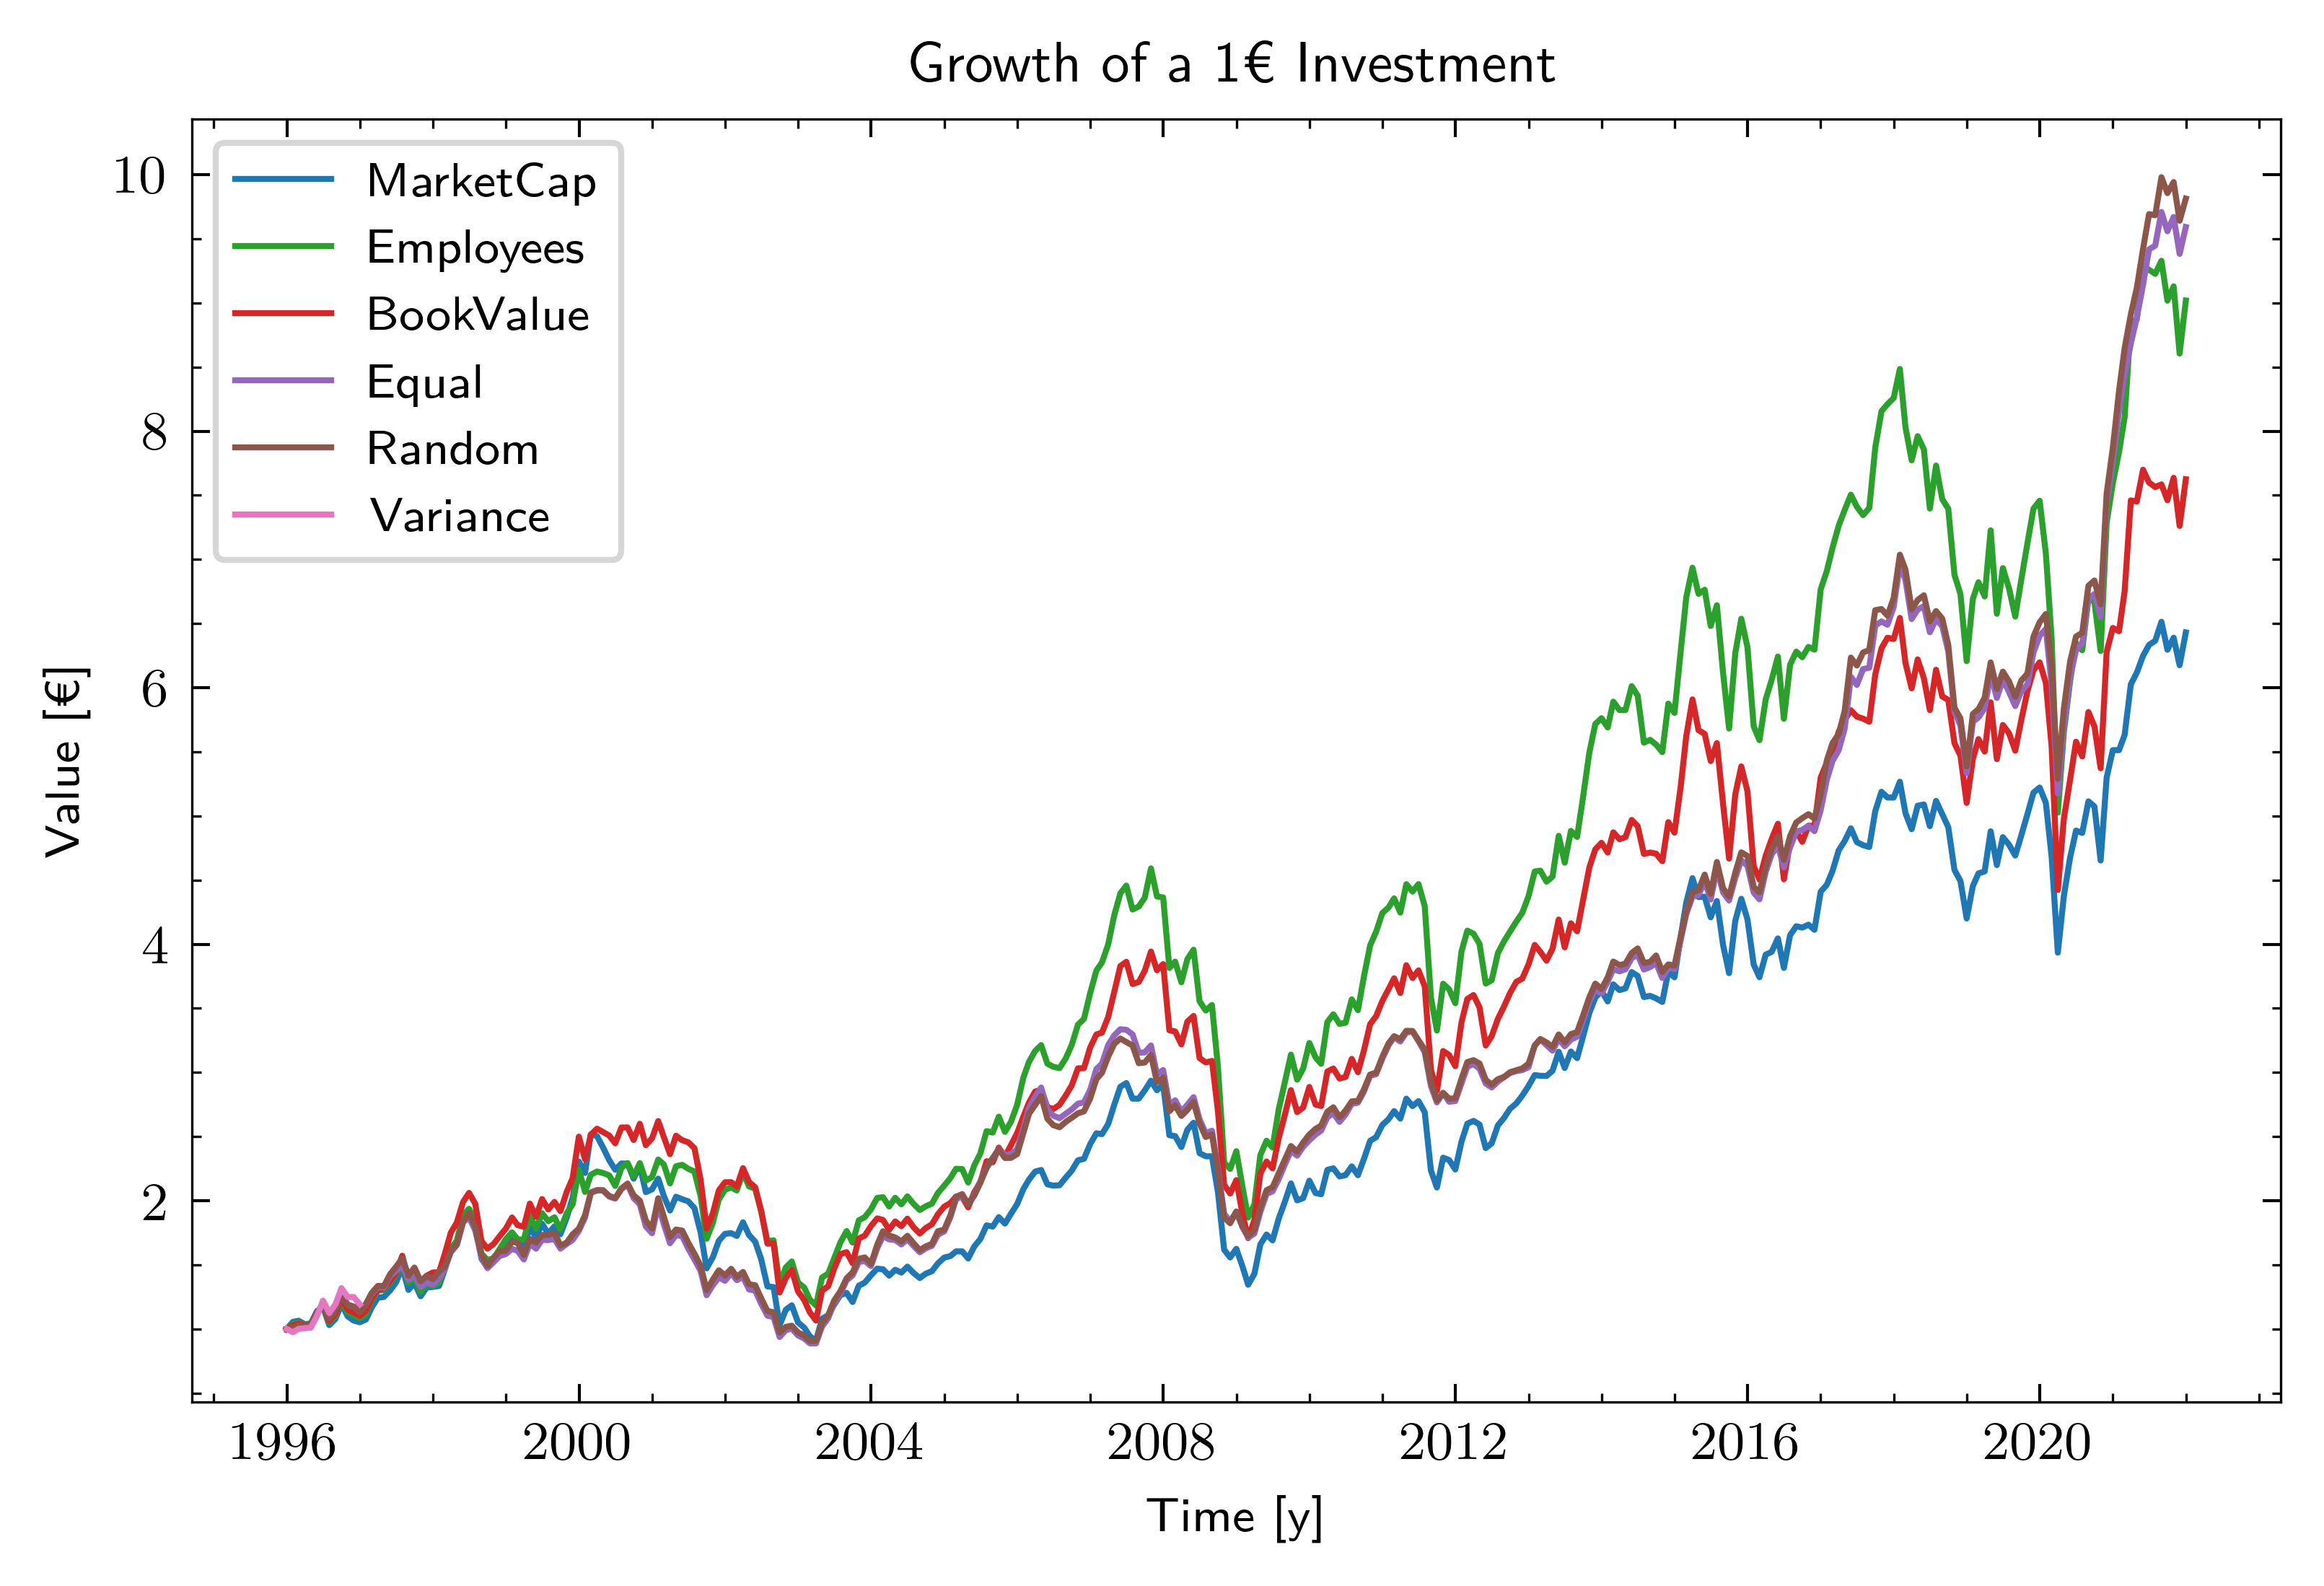 Growth of a 1€ Investment
10
8
6
4
2
Value [€]
MarketCap
Employees
BookValue
Equal
Random
Variance
1996 2000 2004 2008 2012 2016 2020
Time [y]